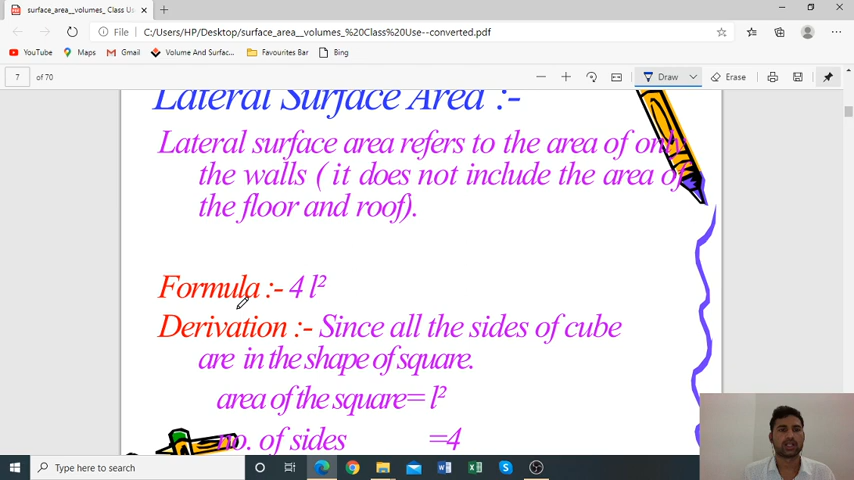 surface_area__volumes_ Class Us
File C:/Users/HP/Desktop/surface_area__volumes_%20Class%20Use--converted.pdf
YouTube Maps Gmail Volume And Surfac... Favourites Bar Bing
7 of 70 Draw Erase
Lateral Surface Area :-
Lateral surface area refers to the area of only
the walls ( it does not include the area of
the floor and roof).
Formula :- 4 l²
Derivation :- Since all the sides of cube
are in the shape of square.
area of the square= l²
no. of sides =4
Type here to search